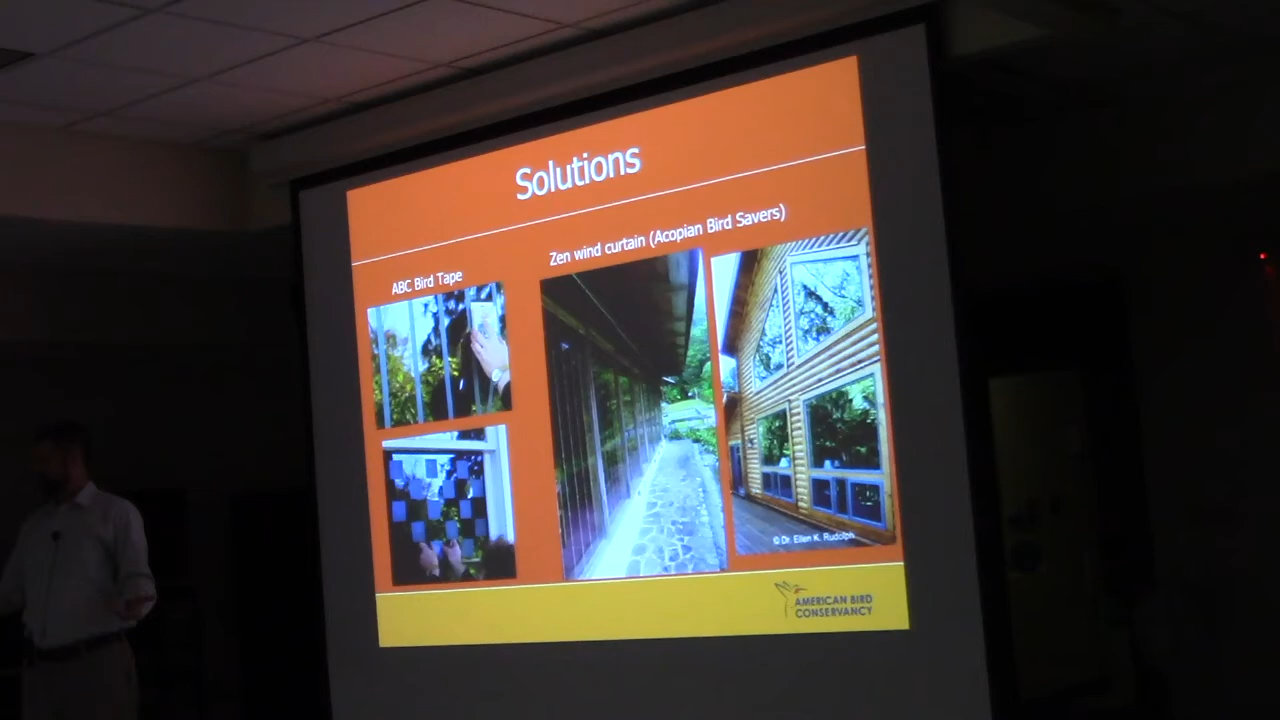 Solutions
ABC Bird Tape
Zen wind curtain (Acopian Bird Savers)
© Dr. Ellen K. Rudolph
AMERICAN BIRD
CONSERVANCY